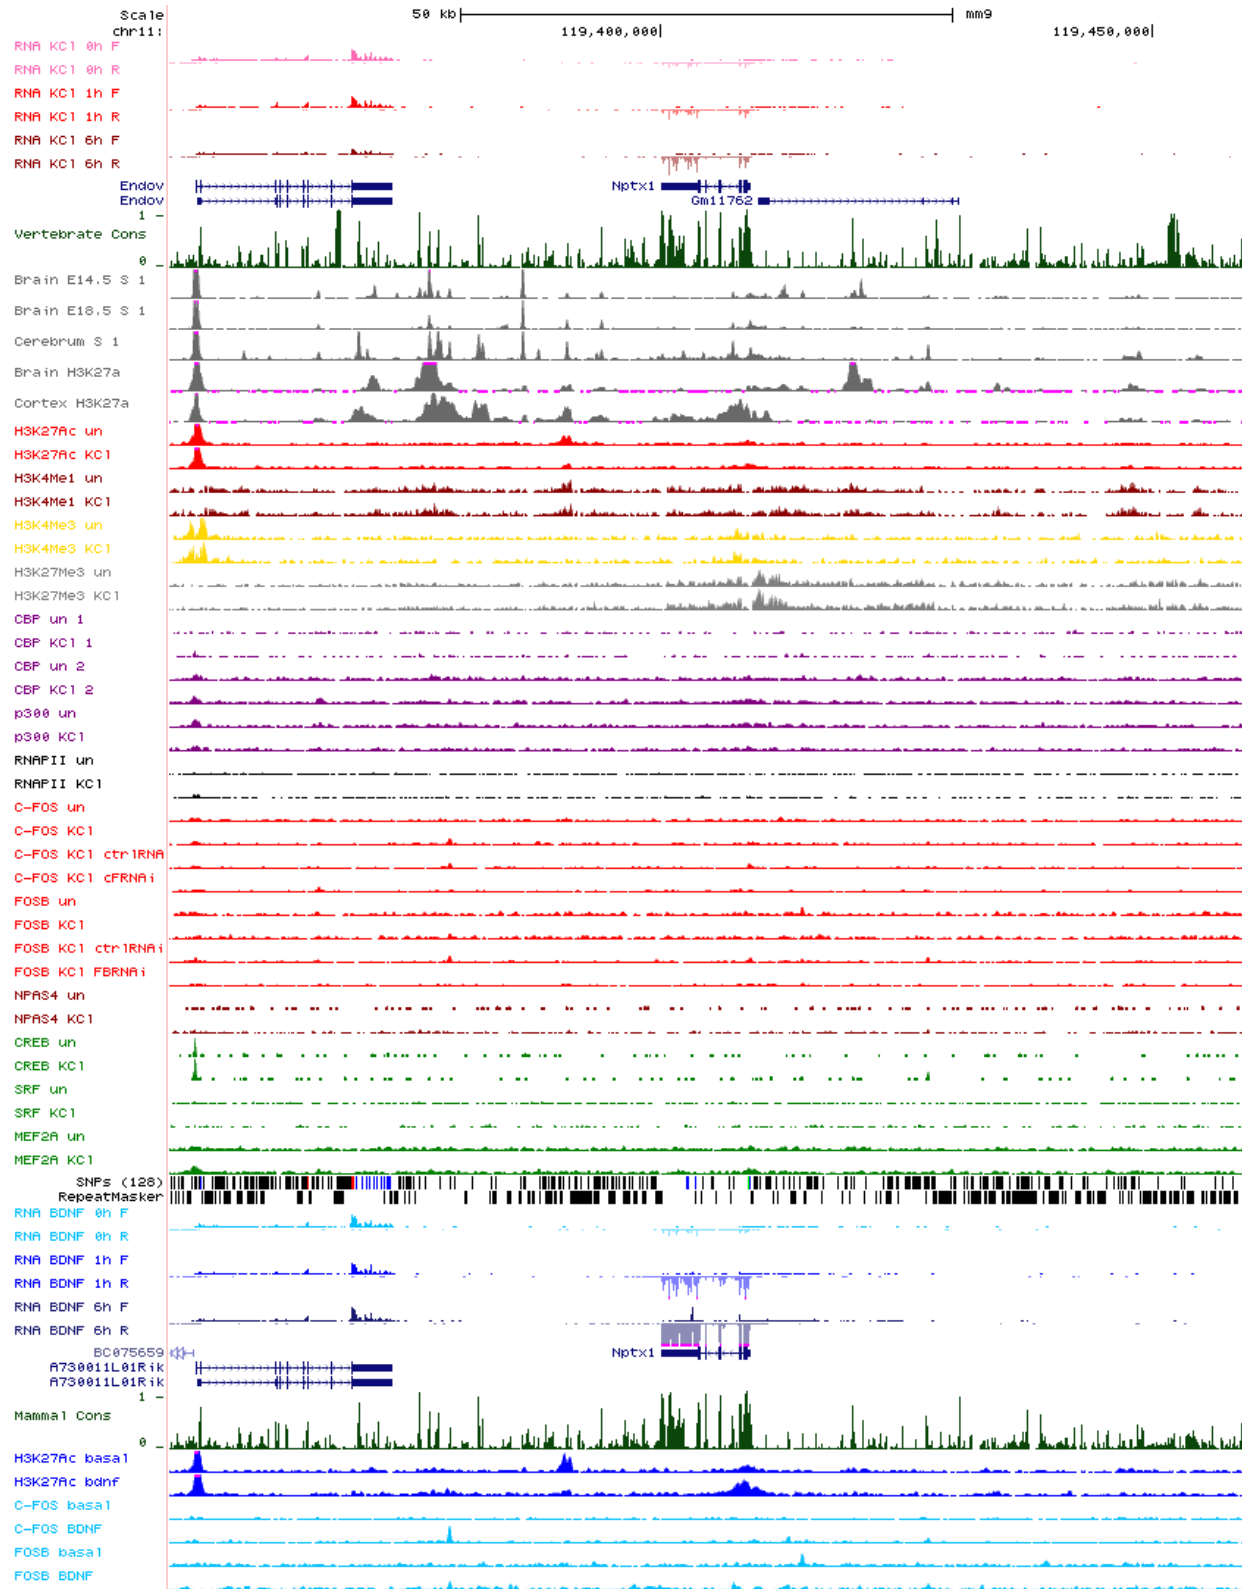 Scale 50 kb mm9
chr11: 119,400,000 119,450,000
RNA KCl 0h F
RNA KCl 0h R
RNA KCl 1h F
RNA KCl 1h R
RNA KCl 6h F
RNA KCl 6h R
Endov Nptx1
Endov Gm11762
1
Vertebrate Cons
0
Brain E14.5 S 1
Brain E18.5 S 1
Cerebrum S 1
Brain H3K27a
Cortex H3K27a
H3K27Ac un
H3K27Ac KCl
H3K4Me1 un
H3K4Me1 KCl
H3K4Me3 un
H3K4Me3 KCl
H3K27Me3 un
H3K27Me3 KCl
CBP un 1
CBP KCl 1
CBP un 2
CBP KCl 2
p300 un
p300 KCl
RNAPII un
RNAPII KCl
C-FOS un
C-FOS KCl
C-FOS KCl ctrlRNA
C-FOS KCl cFRNAi
FOSB un
FOSB KCl
FOSB KCl ctrlRNAi
FOSB KCl FBRNAi
NPAS4 un
NPAS4 KCl
CREB un
CREB KCl
SRF un
SRF KCl
MEF2A un
MEF2A KCl
SNPs (128)
RepeatMasker
RNA BDNF 0h F
RNA BDNF 0h R
RNA BDNF 1h F
RNA BDNF 1h R
RNA BDNF 6h F
RNA BDNF 6h R
BC075659 Nptx1
A730011L01Rik
A730011L01Rik
1
Mammal Cons
0
H3K27Ac basal
H3K27Ac bdnf
C-FOS basal
C-FOS BDNF
FOSB basal
FOSB BDNF